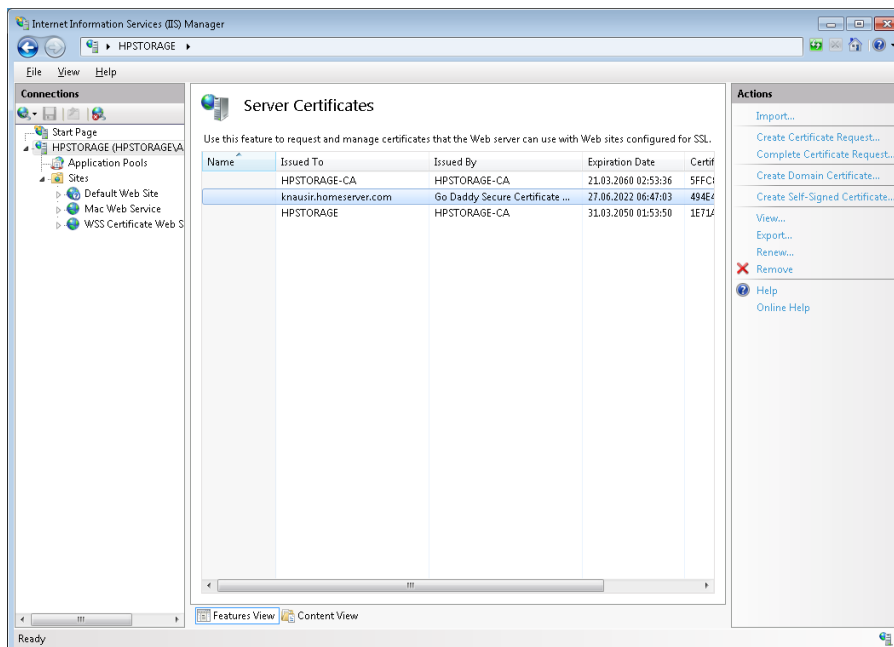 Internet Information Services (IIS) Manager
HPSTORAGE
File View Help
Connections
Start Page
HPSTORAGE (HPSTORAGE\A
Application Pools
Sites
Default Web Site
Mac Web Service
WSS Certificate Web S
Server Certificates
Use this feature to request and manage certificates that the Web server can use with Web sites configured for SSL.
Name Issued To Issued By Expiration Date Certif
HPSTORAGE-CA HPSTORAGE-CA 21.03.2060 02:53:36 5FFC
knausir.homeserver.com Go Daddy Secure Certificate ... 27.06.2022 06:47:03 494E4
HPSTORAGE HPSTORAGE-CA 31.03.2050 01:53:50 1E71A
Features View Content View
Actions
Import...
Create Certificate Request...
Complete Certificate Request...
Create Domain Certificate...
Create Self-Signed Certificate...
View...
Export...
Renew...
Remove
Help
Online Help
Ready